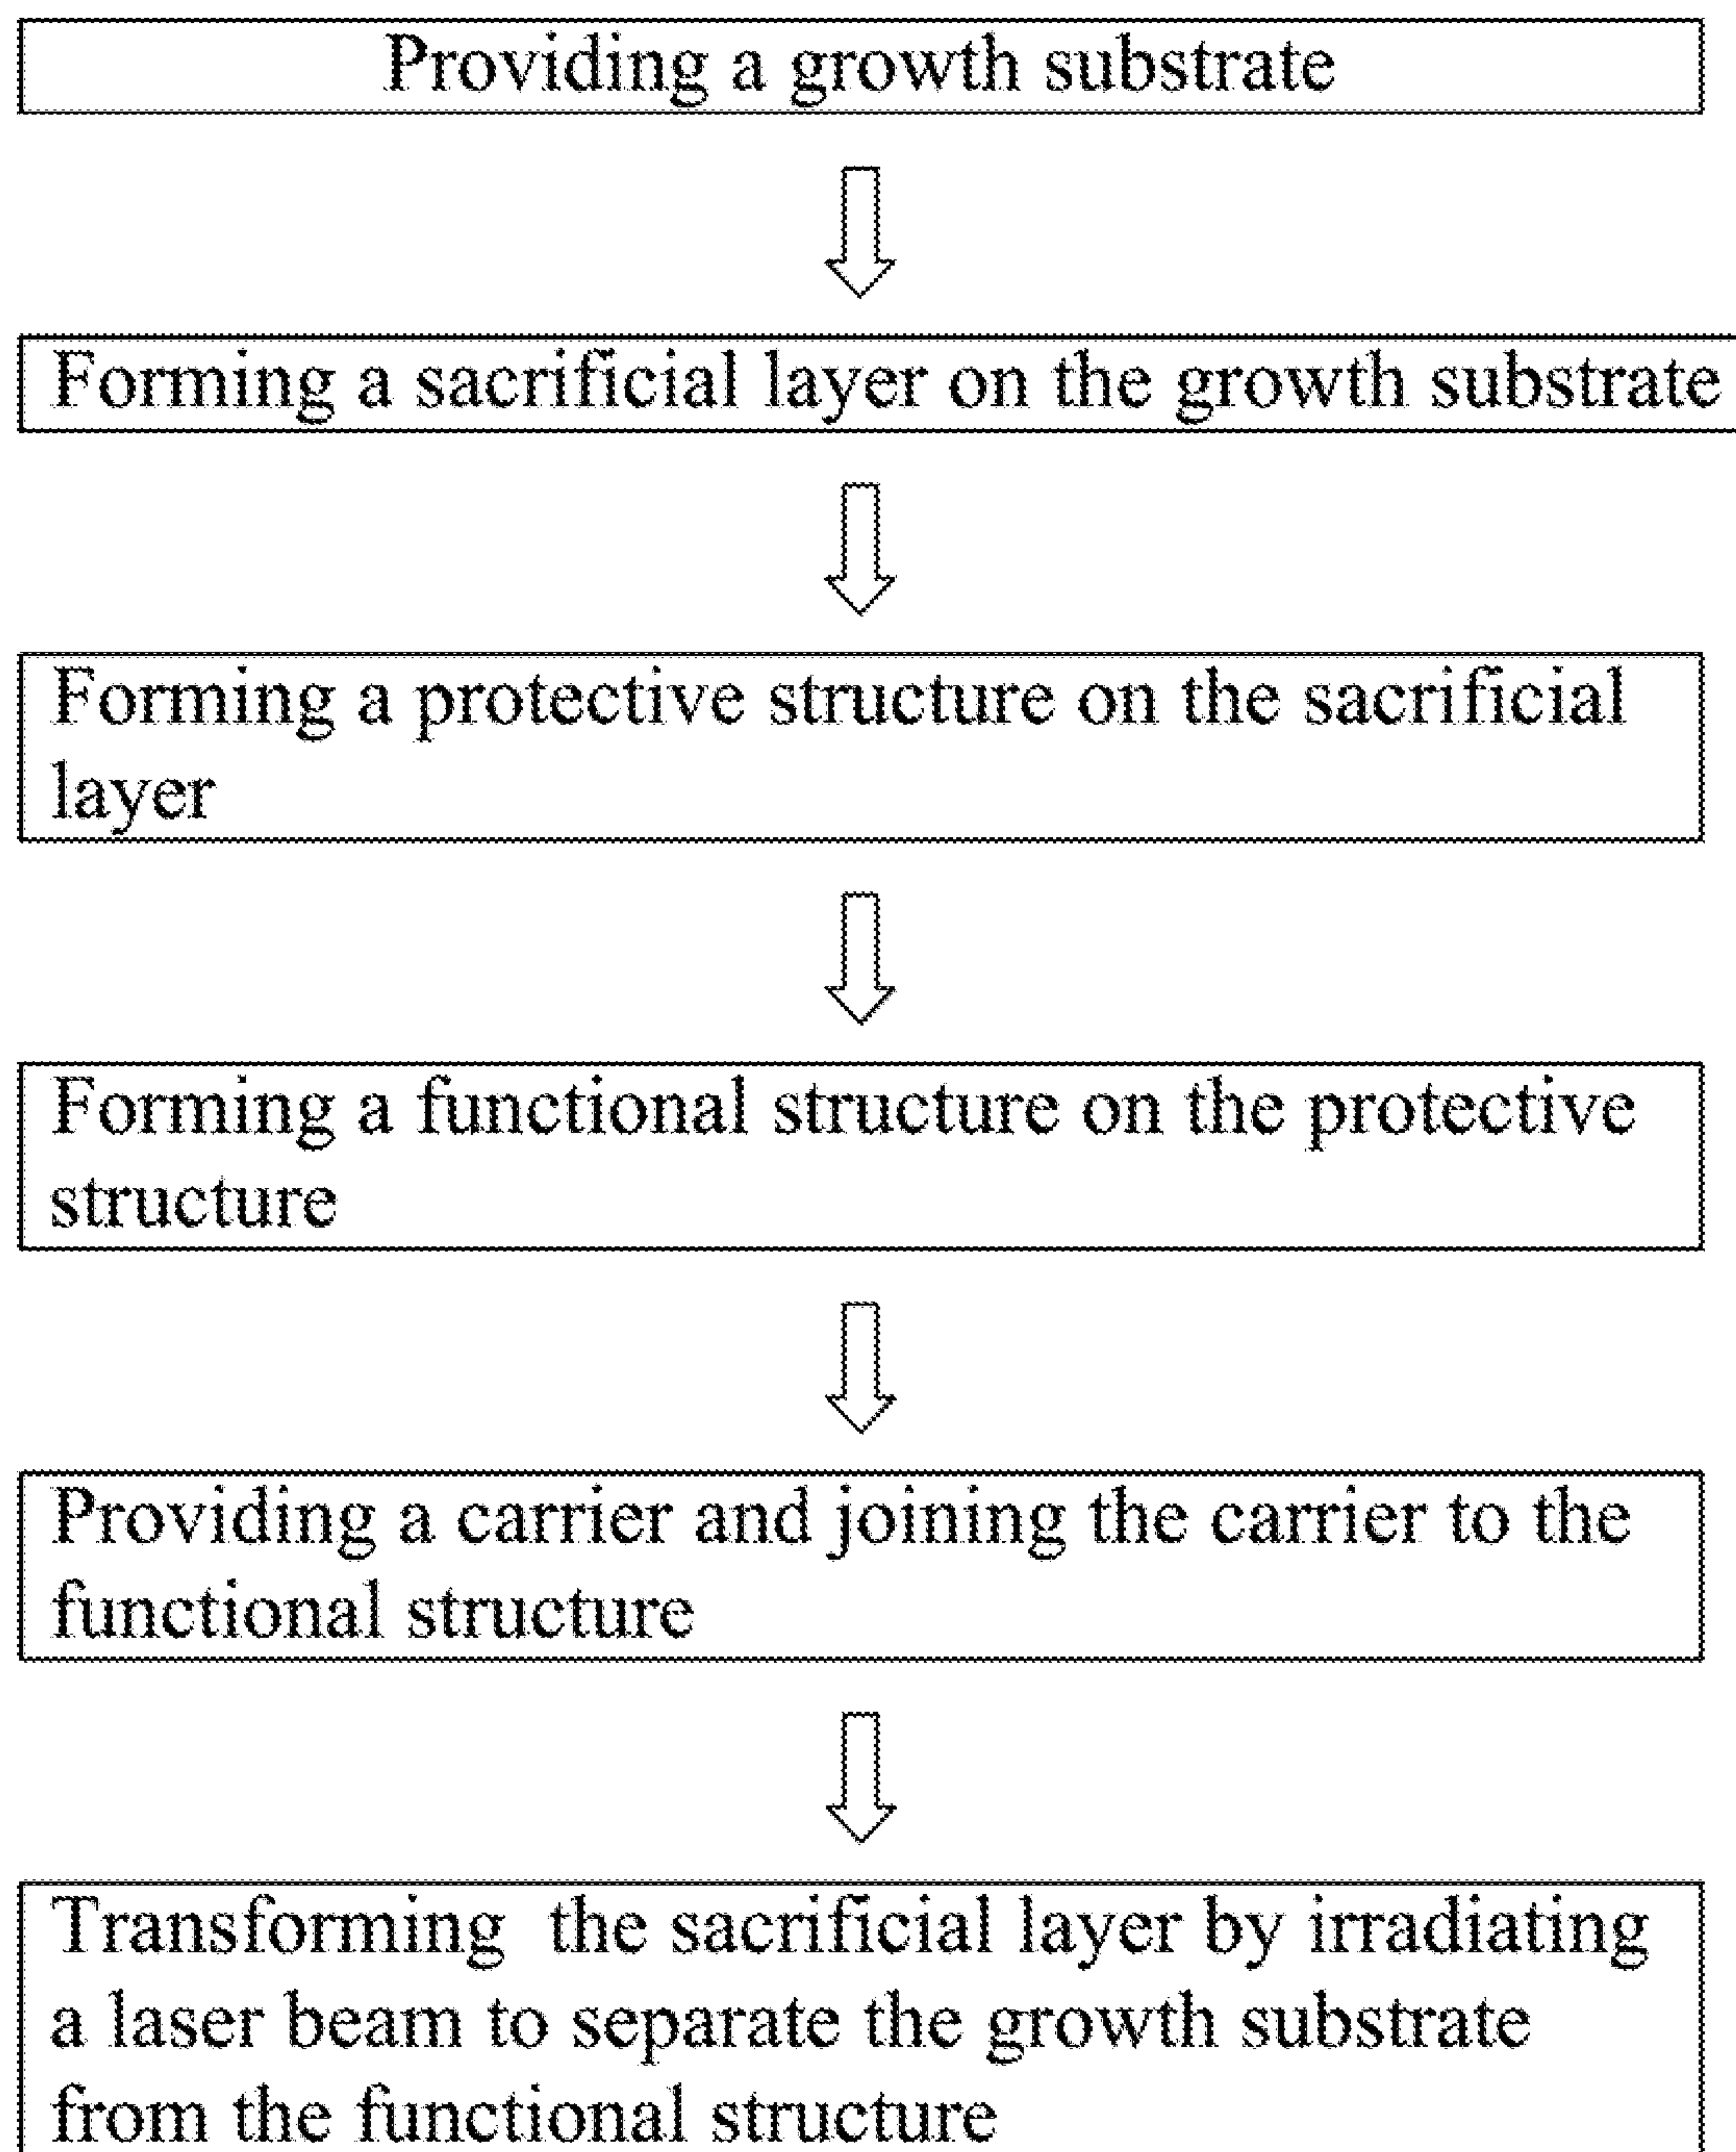 Providing a growth substrate
Forming a sacrificial layer on the growth substrate
Forming a protective structure on the sacrificial
layer
Forming a functional structure on the protective
structure
Providing a carrier and joining the carrier to the
functional structure
Transforming  the sacrificial layer by irradiating
a laser beam to separate the growth substrate
from the functional structure